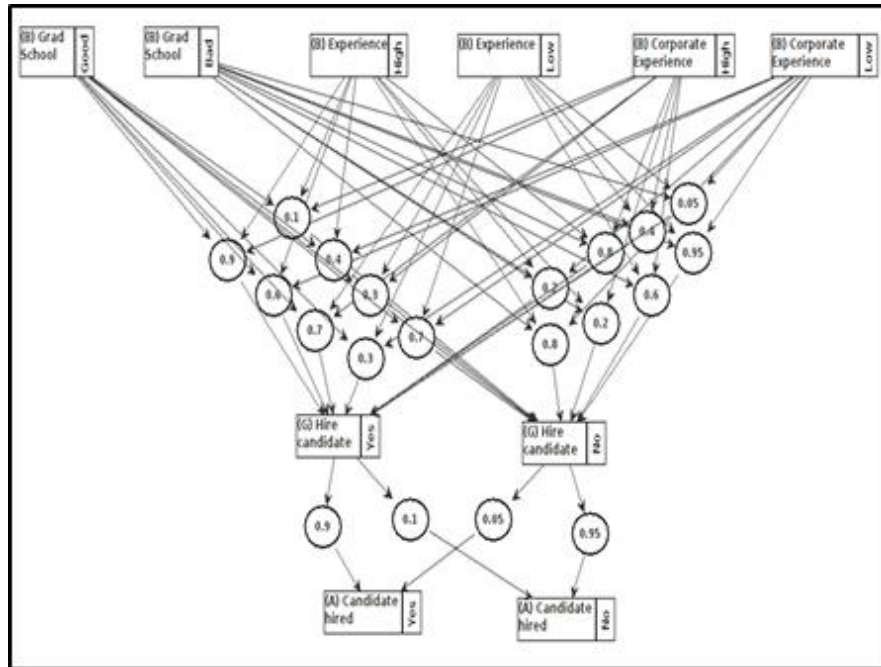 (B) Grad
School
Good
(B) Grad
School
Bad
(B) Experience
High
(B) Experience
Low
(B) Corporate
Experience
High
(B) Corporate
Experience
Low
0.05
0.1
0.95
0.9
0.4
0.8
0.6
0.3
0.2
0.6
0.7
0.7
0.2
0.3
0.8
(G) Hire
candidate
Yes
(G) Hire
candidate
No
0.9
0.1
0.05
0.95
(A) Candidate
hired
Yes
(A) Candidate
hired
No